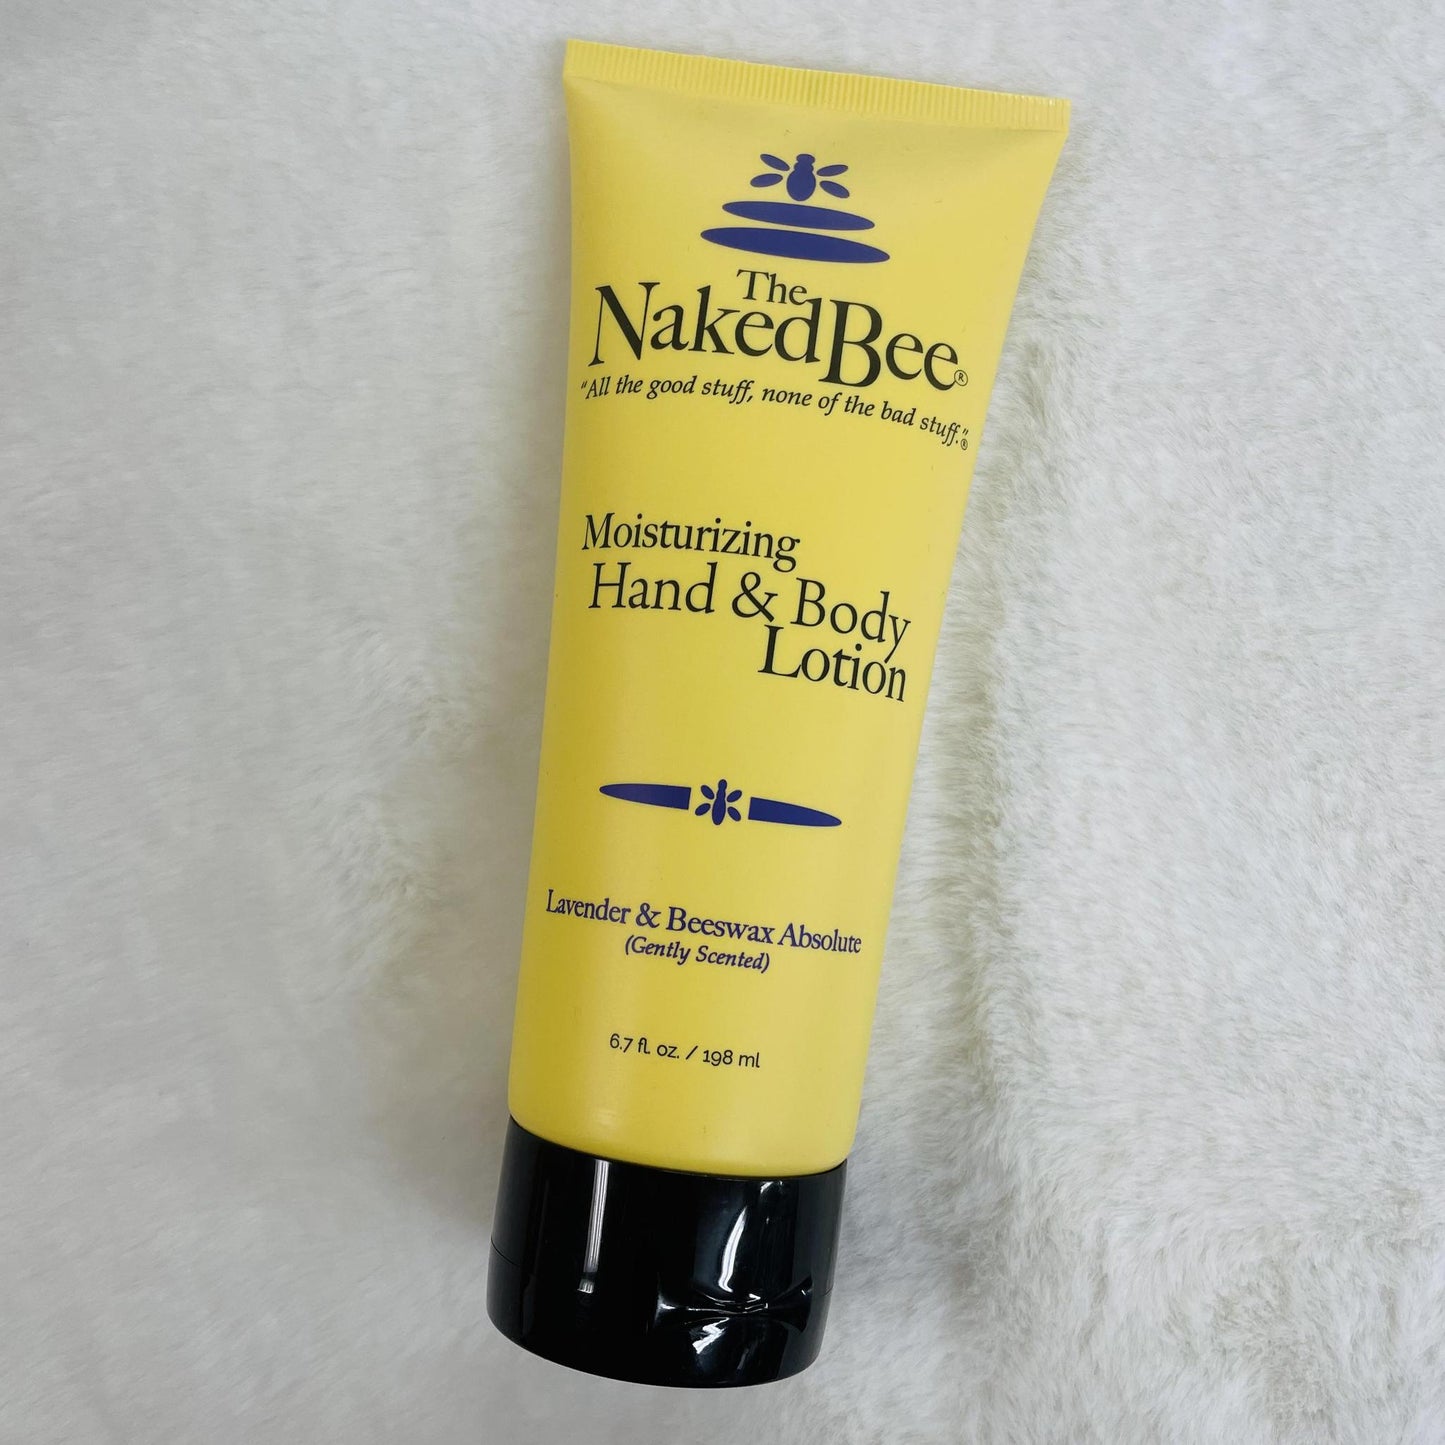 The
NakedBee®
"All the good stuff, none of the bad stuff."®
Moisturizing
Hand & Body
Lotion
Lavender & Beeswax Absolute
(Gently Scented)
6.7 fl. oz. / 198 ml